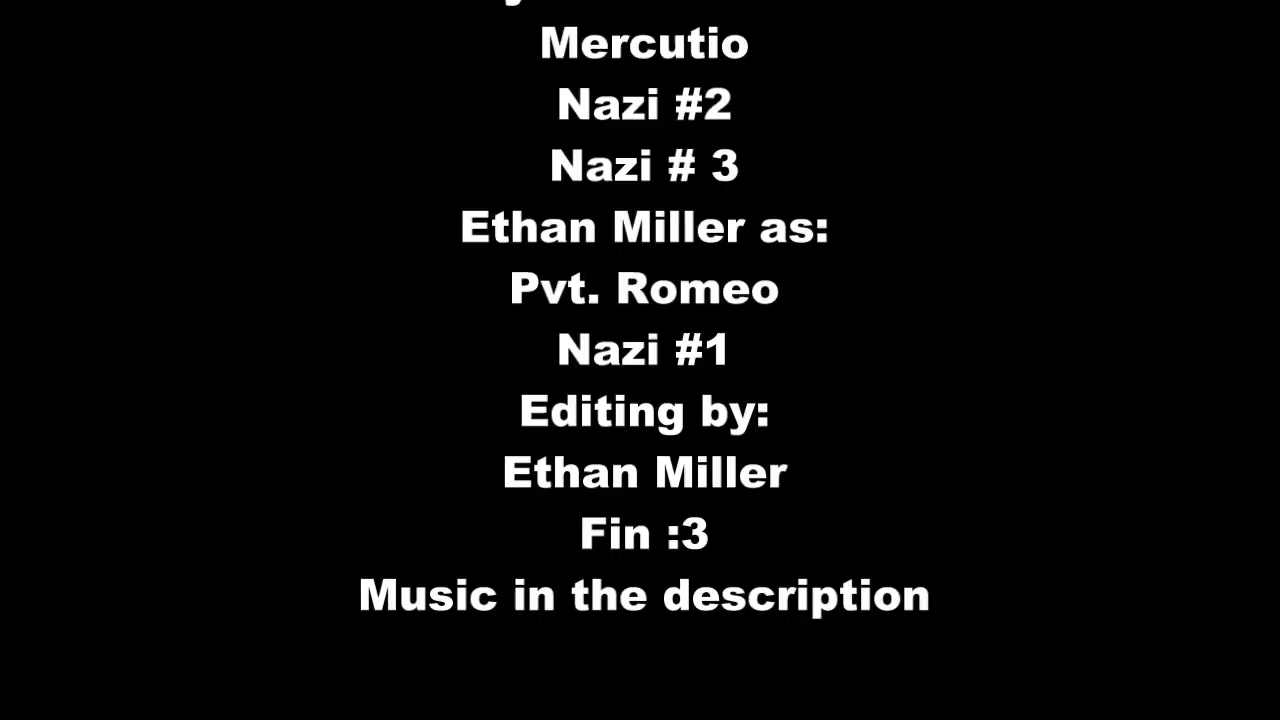 Mercutio
Nazi #2
Nazi # 3
Ethan Miller as:
Pvt. Romeo
Nazi #1
Editing by:
Ethan Miller
Fin :3
Music in the description